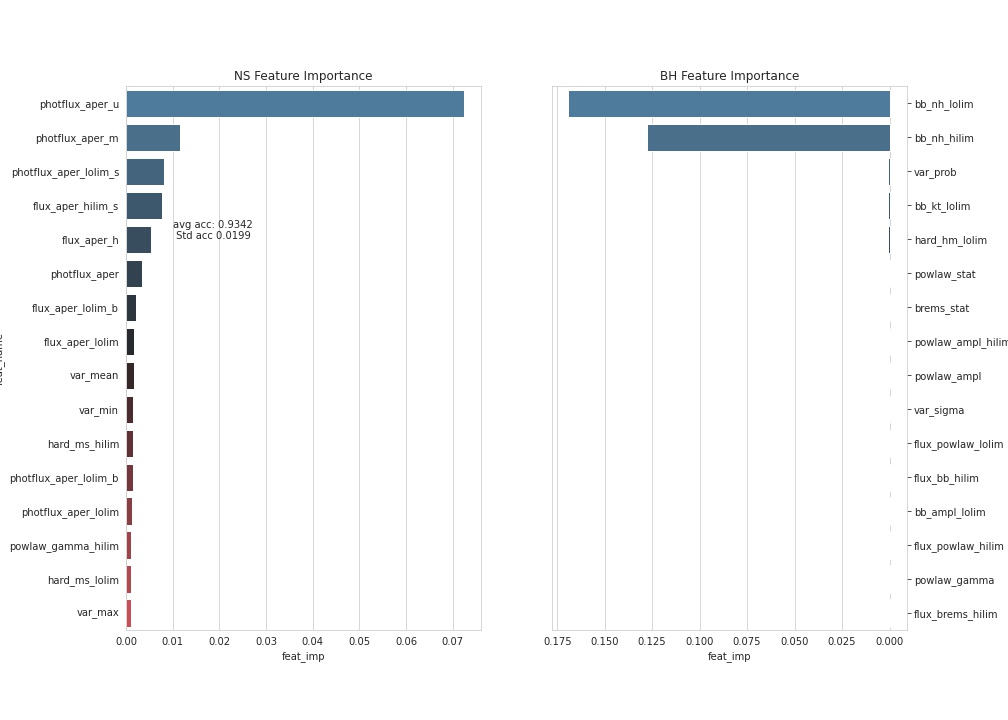 NS Feature Importance
photflux_aper_u
photflux_aper_m
photflux_aper_lolim_s
flux_aper_hilim_s
flux_aper_h
photflux_aper
flux_aper_lolim_b
flux_aper_lolim
var_mean
var_min
hard_ms_hilim
photflux_aper_lolim_b
photflux_aper_lolim
powlaw_gamma_hilim
hard_ms_lolim
var_max
avg acc: 0.9342
Std acc 0.0199
0.00 0.01 0.02 0.03 0.04 0.05 0.06 0.07
feat_imp
BH Feature Importance
bb_nh_lolim
bb_nh_hilim
var_prob
bb_kt_lolim
hard_hm_lolim
powlaw_stat
brems_stat
powlaw_ampl_hilim
powlaw_ampl
var_sigma
flux_powlaw_lolim
flux_bb_hilim
bb_ampl_lolim
flux_powlaw_hilim
powlaw_gamma
flux_brems_hilim
0.175 0.150 0.125 0.100 0.075 0.050 0.025 0.000
feat_imp